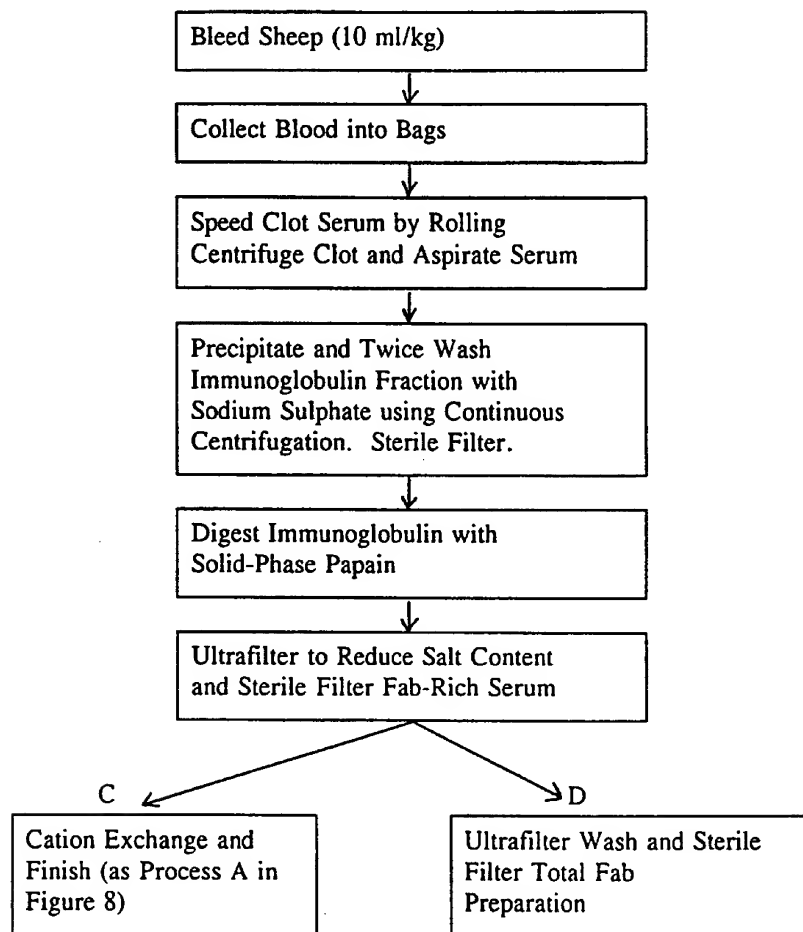 Bleed Sheep (10 ml/kg)
Collect Blood into Bags
Speed Clot Serum by Rolling
Centrifuge Clot and Aspirate Serum
Precipitate and Twice Wash
Immunoglobulin Fraction with
Sodium Sulphate using Continuous
Centrifugation. Sterile Filter.
Digest Immunoglobulin with
Solid-Phase Papain
Ultrafilter to Reduce Salt Content
and Sterile Filter Fab-Rich Serum
C
Cation Exchange and
Finish (as Process A in
Figure 8)
D
Ultrafilter Wash and Sterile
Filter Total Fab
Preparation